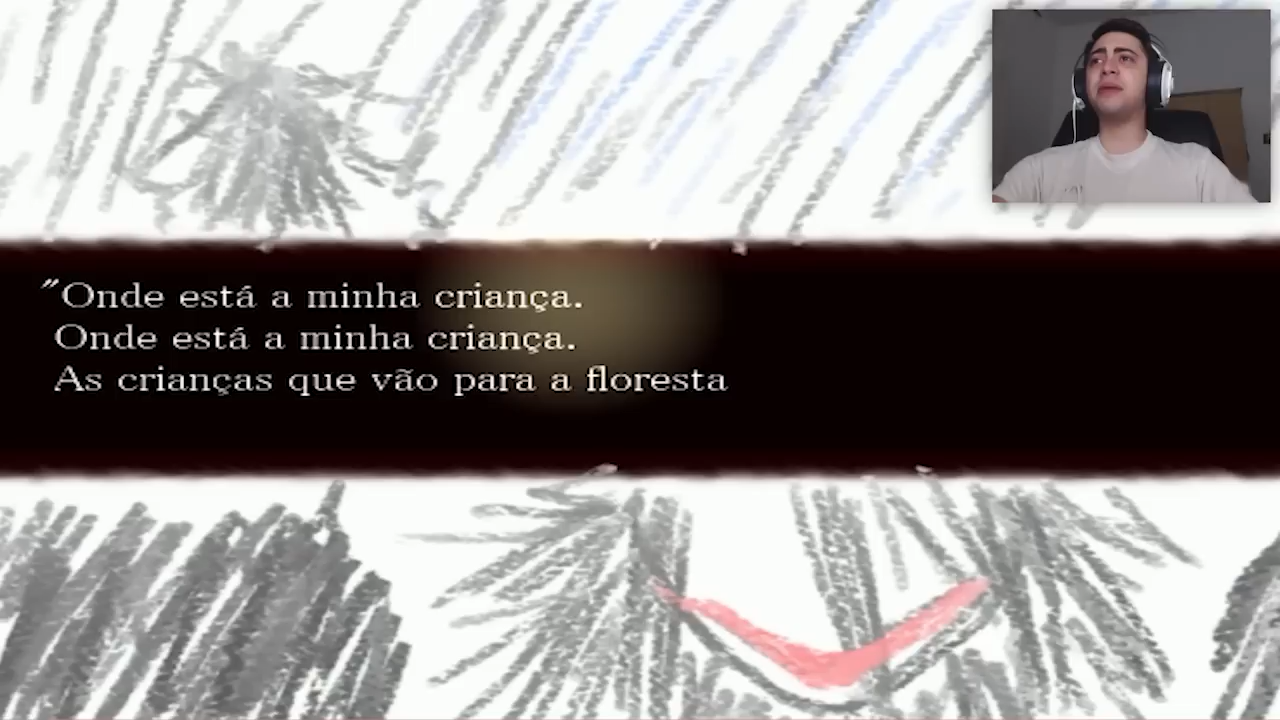 "Onde está a minha criança.
Onde está a minha criança.
As crianças que vão para a floresta